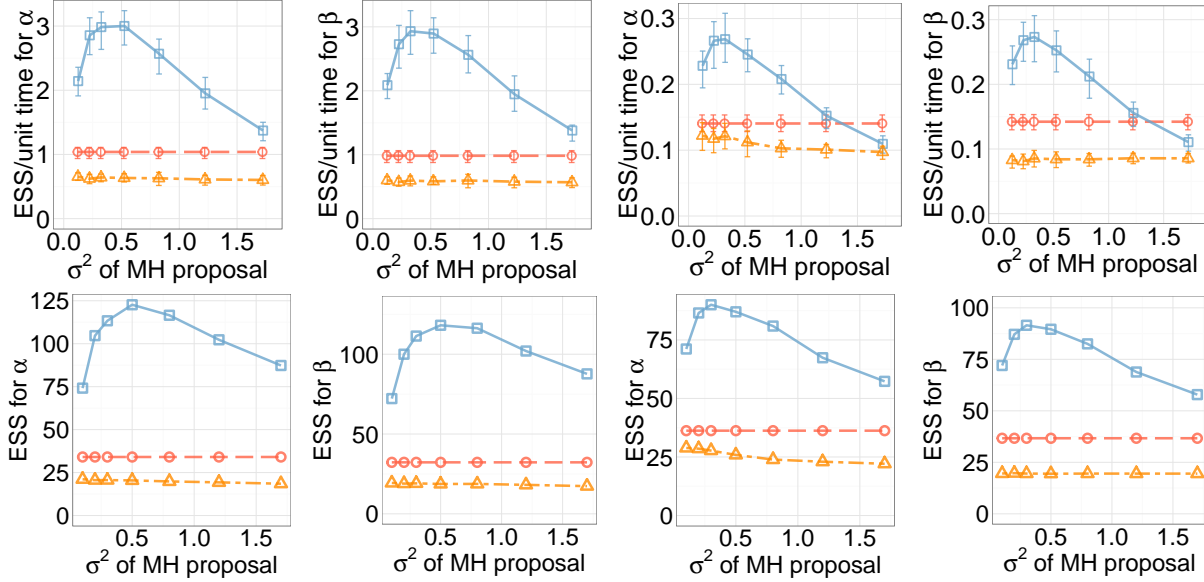 ESS/unit time for α
3
2
1
0
0.0 0.5 1.0 1.5
σ² of MH proposal
ESS/unit time for β
3
2
1
0
0.0 0.5 1.0 1.5
σ² of MH proposal
ESS/unit time for α
0.3
0.2
0.1
0.0
0.0 0.5 1.0 1.5
σ² of MH proposal
ESS/unit time for β
0.3
0.2
0.1
0.0
0.0 0.5 1.0 1.5
σ² of MH proposal
ESS for α
125
100
75
50
25
0
0.5 1.0 1.5
σ² of MH proposal
ESS for β
100
50
0
0.5 1.0 1.5
σ² of MH proposal
ESS for α
75
50
25
0
0.5 1.0 1.5
σ² of MH proposal
ESS for β
100
75
50
25
0
0.5 1.0 1.5
σ² of MH proposal